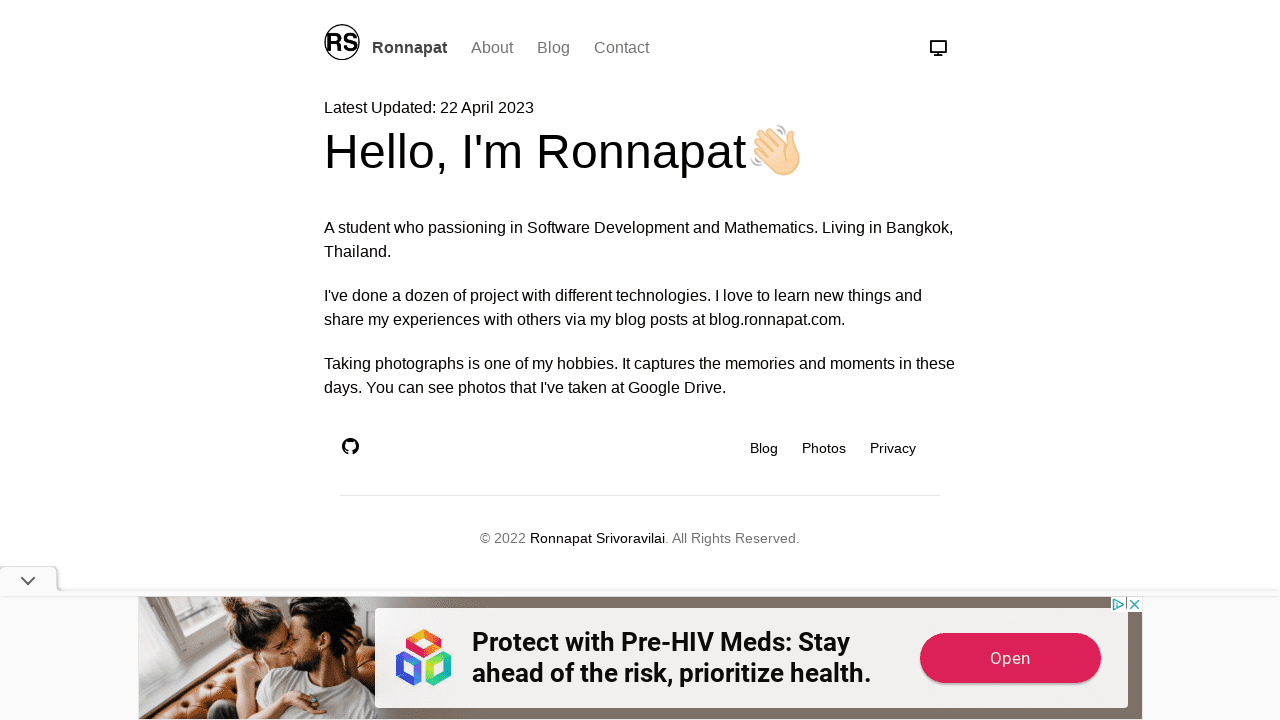 RS
Ronnapat About Blog Contact
Latest Updated: 22 April 2023
Hello, I'm Ronnapat👋🏻
A student who passioning in Software Development and Mathematics. Living in Bangkok,
Thailand.
I've done a dozen of project with different technologies. I love to learn new things and
share my experiences with others via my blog posts at blog.ronnapat.com.
Taking photographs is one of my hobbies. It captures the memories and moments in these
days. You can see photos that I've taken at Google Drive.
Blog Photos Privacy
© 2022 Ronnapat Srivoravilai. All Rights Reserved.
Protect with Pre-HIV Meds: Stay
ahead of the risk, prioritize health.
Open